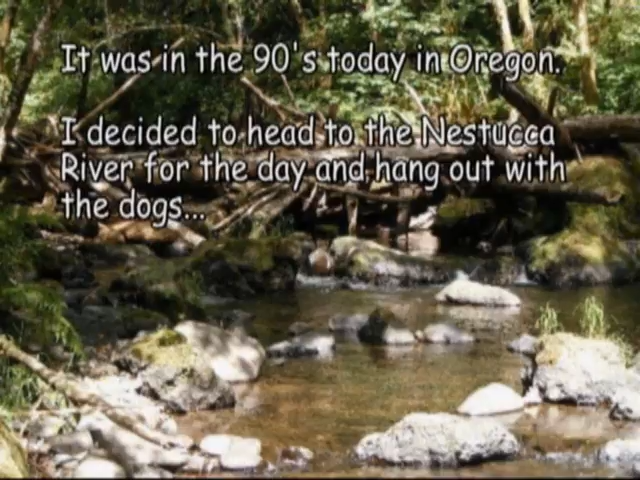 It was in the 90's today in Oregon.
I decided to head to the Nestucca
River for the day and hang out with
the dogs...